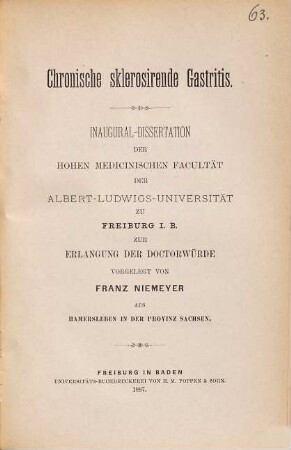 63.
Chronische sklerosirende Gastritis.
INAUGURAL-DISSERTATION
DER
HOHEN MEDICINISCHEN FACULTÄT
DER
ALBERT-LUDWIGS-UNIVERSITÄT
ZU
FREIBURG I. B.
ZUR
ERLANGUNG DER DOCTORWÜRDE
VORGELEGT VON
FRANZ NIEMEYER
AUS
HAMERSLEBEN IN DER PROVINZ SACHSEN.
FREIBURG IN BADEN
UNIVERSITÄTS-BUCHDRUCKEREI VON H. M. POPPEN & SOHN.
1887.